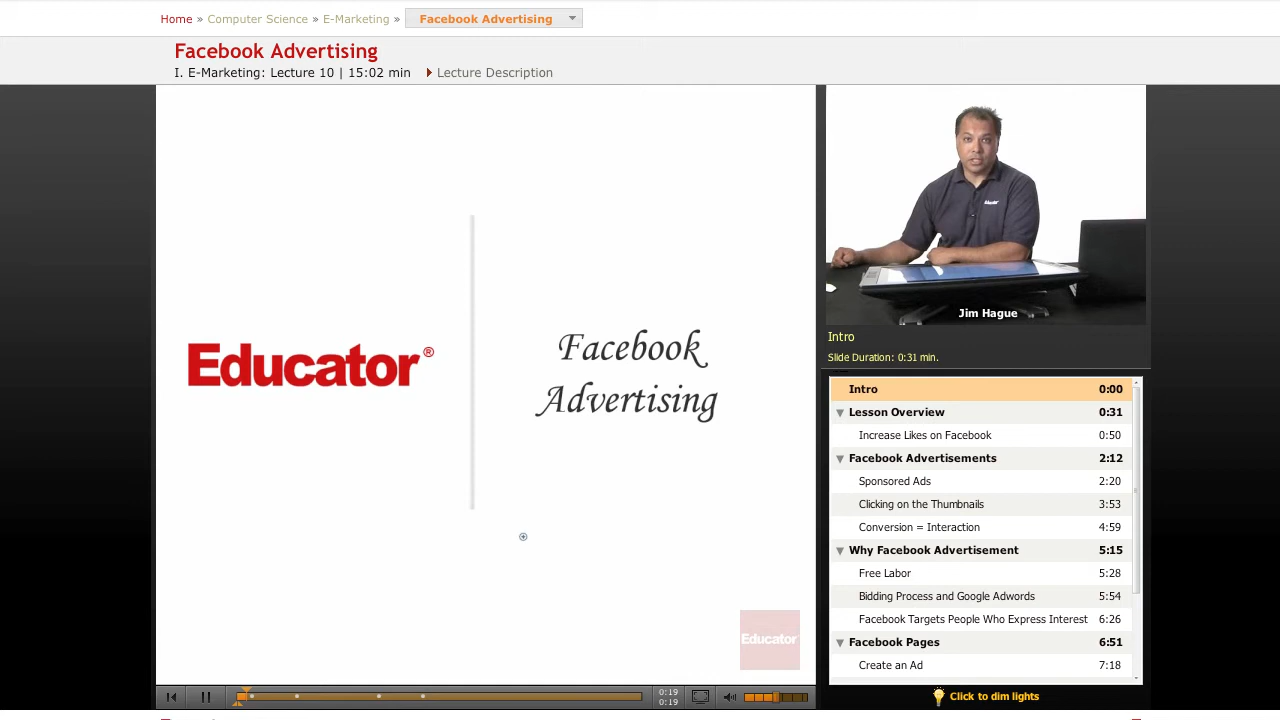 Home » Computer Science » E-Marketing » Facebook Advertising
Facebook Advertising
I. E-Marketing: Lecture 10 | 15:02 min Lecture Description
Educator®
Facebook
Advertising
Educator
Educator
Jim Hague
Intro
Slide Duration: 0:31 min.
Intro 0:00
Lesson Overview 0:31
Increase Likes on Facebook 0:50
Facebook Advertisements 2:12
Sponsored Ads 2:20
Clicking on the Thumbnails 3:53
Conversion = Interaction 4:59
Why Facebook Advertisement 5:15
Free Labor 5:28
Bidding Process and Google Adwords 5:54
Facebook Targets People Who Express Interest 6:26
Facebook Pages 6:51
Create an Ad 7:18
0:19
0:19
Click to dim lights